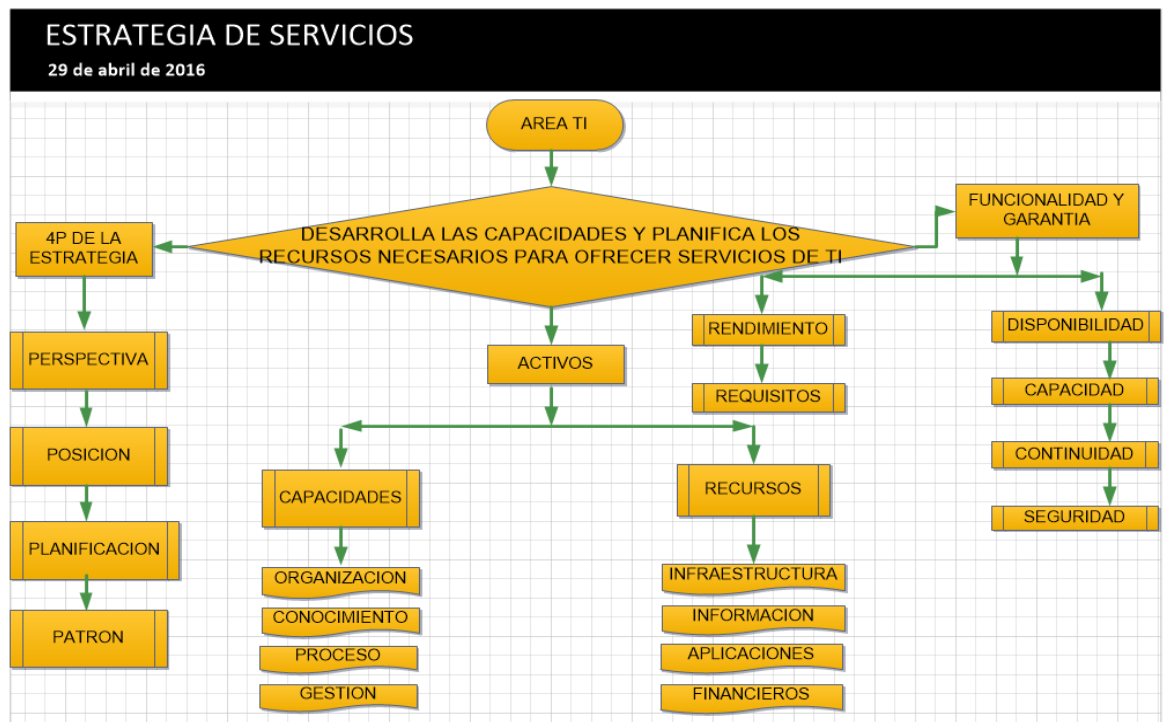 ESTRATEGIA DE SERVICIOS
29 de abril de 2016
AREA TI
DESARROLLA LAS CAPACIDADES Y PLANIFICA LOS
RECURSOS NECESARIOS PARA OFRECER SERVICIOS DE TI
4P DE LA
ESTRATEGIA
PERSPECTIVA
POSICION
PLANIFICACION
PATRON
ACTIVOS
CAPACIDADES
ORGANIZACION
CONOCIMIENTO
PROCESO
GESTION
RECURSOS
INFRAESTRUCTURA
INFORMACION
APLICACIONES
FINANCIEROS
FUNCIONALIDAD Y
GARANTIA
RENDIMIENTO
REQUISITOS
DISPONIBILIDAD
CAPACIDAD
CONTINUIDAD
SEGURIDAD